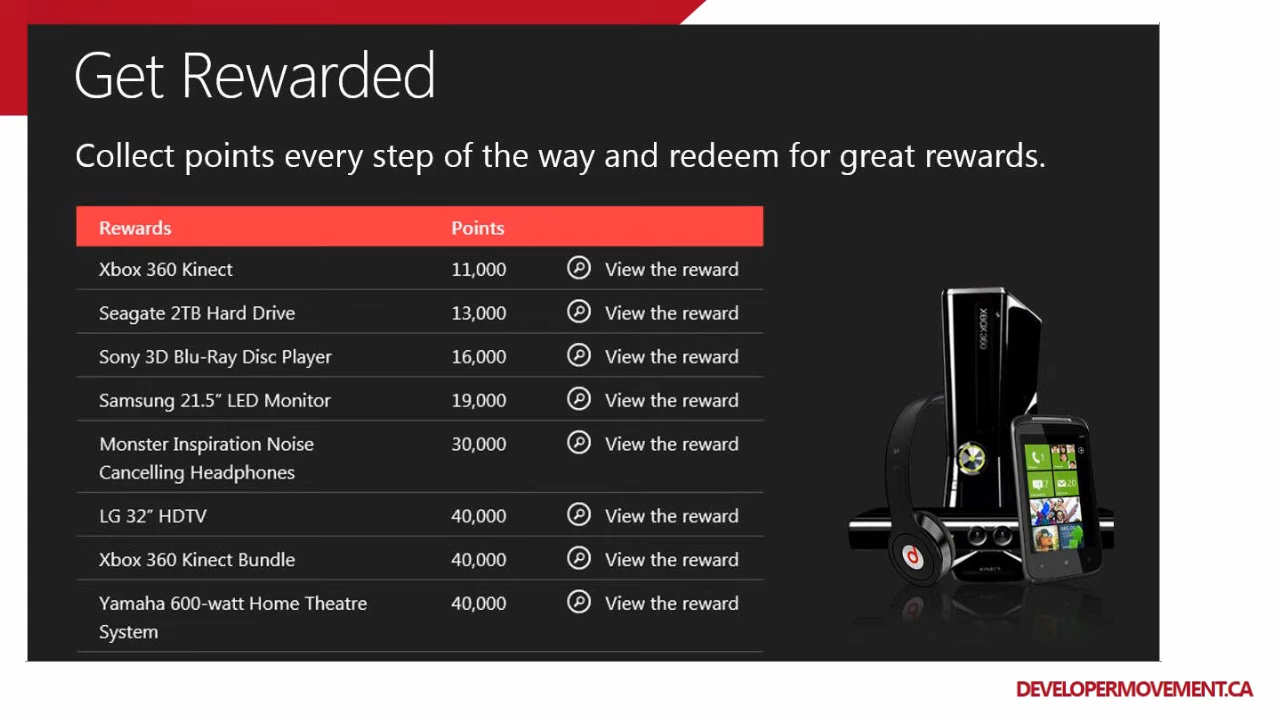 Get Rewarded
Collect points every step of the way and redeem for great rewards.
Rewards Points
Xbox 360 Kinect 11,000 View the reward
Seagate 2TB Hard Drive 13,000 View the reward
Sony 3D Blu-Ray Disc Player 16,000 View the reward
Samsung 21.5” LED Monitor 19,000 View the reward
Monster Inspiration Noise 30,000 View the reward
Cancelling Headphones
LG 32” HDTV 40,000 View the reward
Xbox 360 Kinect Bundle 40,000 View the reward
Yamaha 600-watt Home Theatre 40,000 View the reward
System
XBOX 360
KINECT
DEVELOPERMOVEMENT.CA